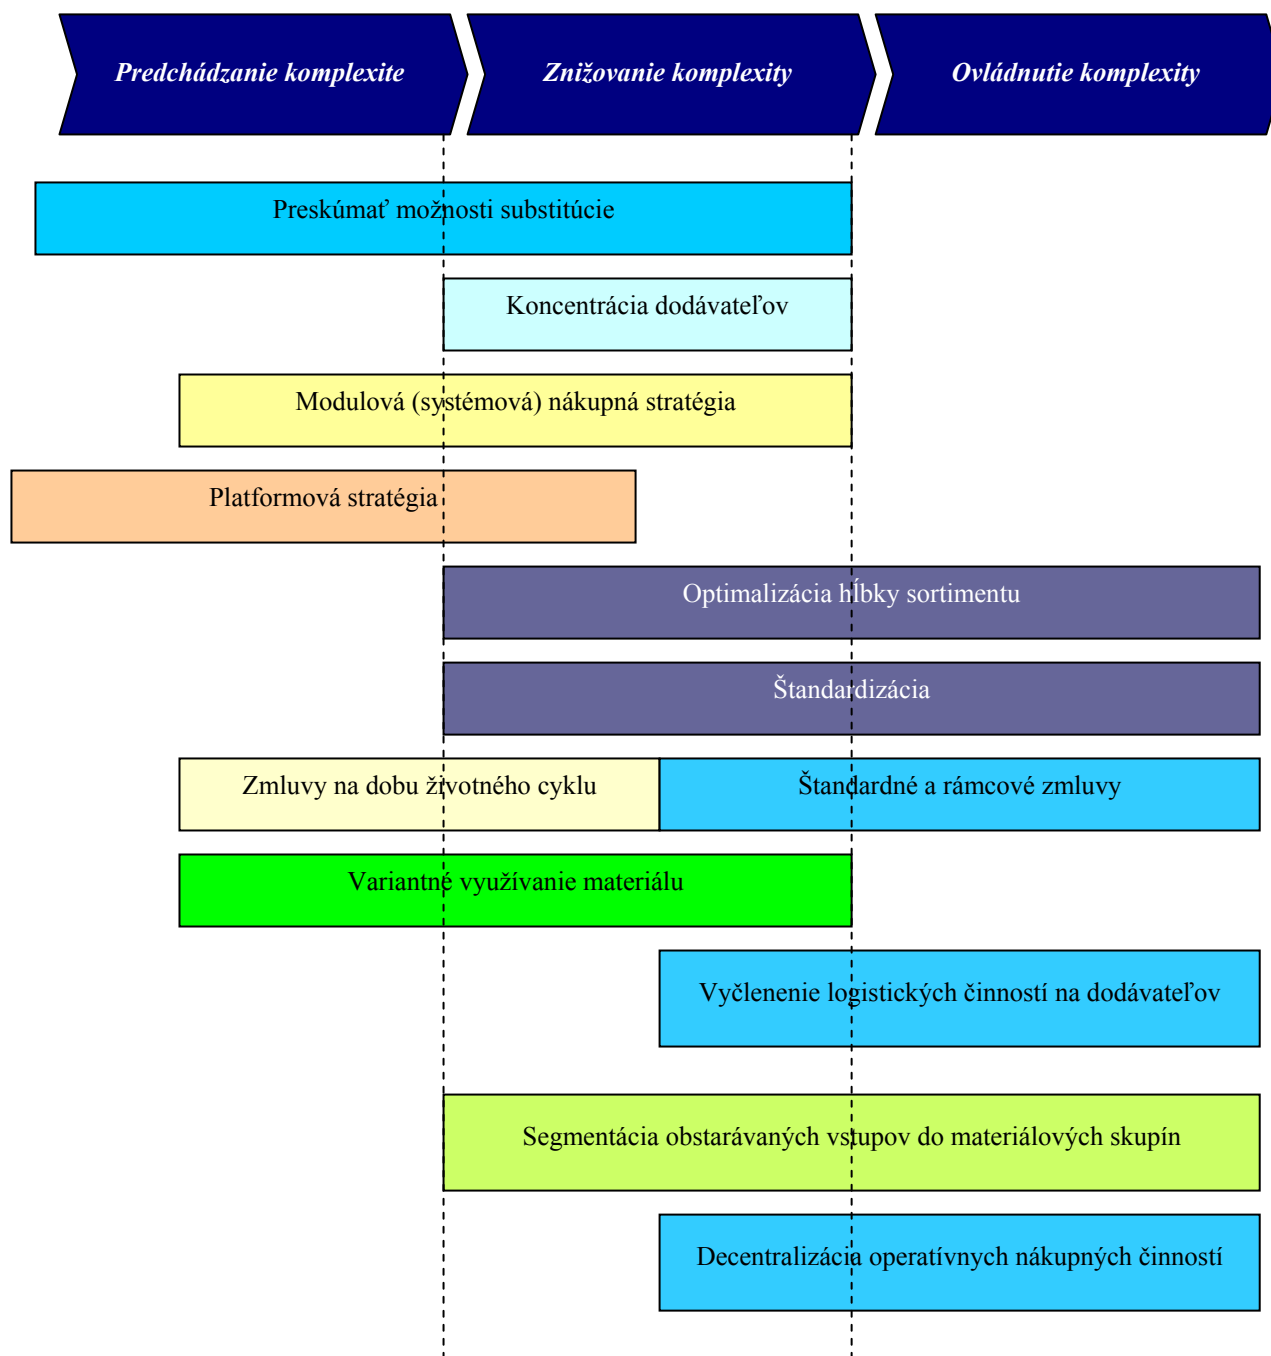 Predchádzanie komplexite
Znižovanie komplexity
Ovládnutie komplexity
Preskúmať možnosti substitúcie
Koncentrácia dodávateľov
Modulová (systémová) nákupná stratégia
Platformová stratégia
Optimalizácia hĺbky sortimentu
Štandardizácia
Zmluvy na dobu životného cyklu
Štandardné a rámcové zmluvy
Variantné využívanie materiálu
Vyčlenenie logistických činností na dodávateľov
Segmentácia obstarávaných vstupov do materiálových skupín
Decentralizácia operatívnych nákupných činností